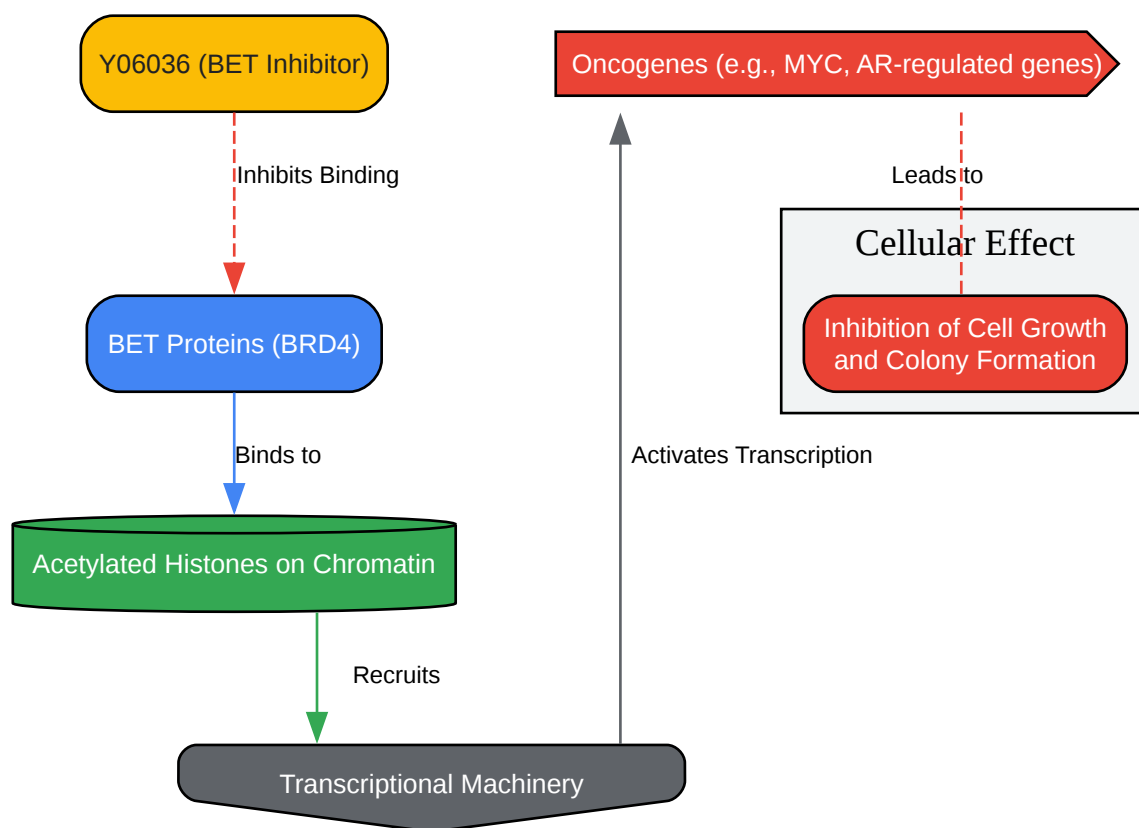 Y06036 (BET Inhibitor)
Inhibits Binding
BET Proteins (BRD4)
Binds to
Acetylated Histones on Chromatin
Recruits
Transcriptional Machinery
Activates Transcription
Oncogenes (e.g., MYC, AR-regulated genes)
Leads to
Cellular Effect
Inhibition of Cell Growth
and Colony Formation